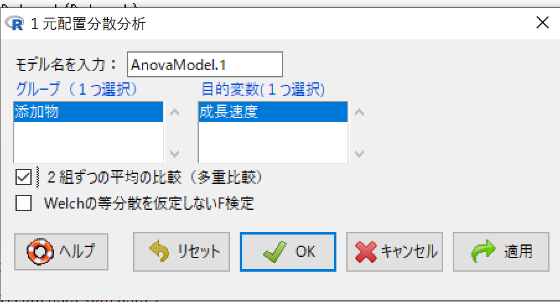 R １元配置分散分析
モデル名を入力： AnovaModel.1
グループ（１つ選択） 目的変数(１つ選択)
添加物 成長速度
２組ずつの平均の比較（多重比較）
Welchの等分散を仮定しないF検定
ヘルプ リセット OK キャンセル 適用